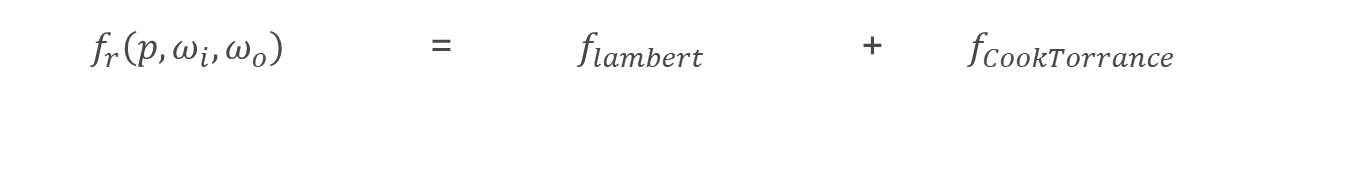 f_r(p, ω_i, ω_o) = f_lambert + f_CookTorrance